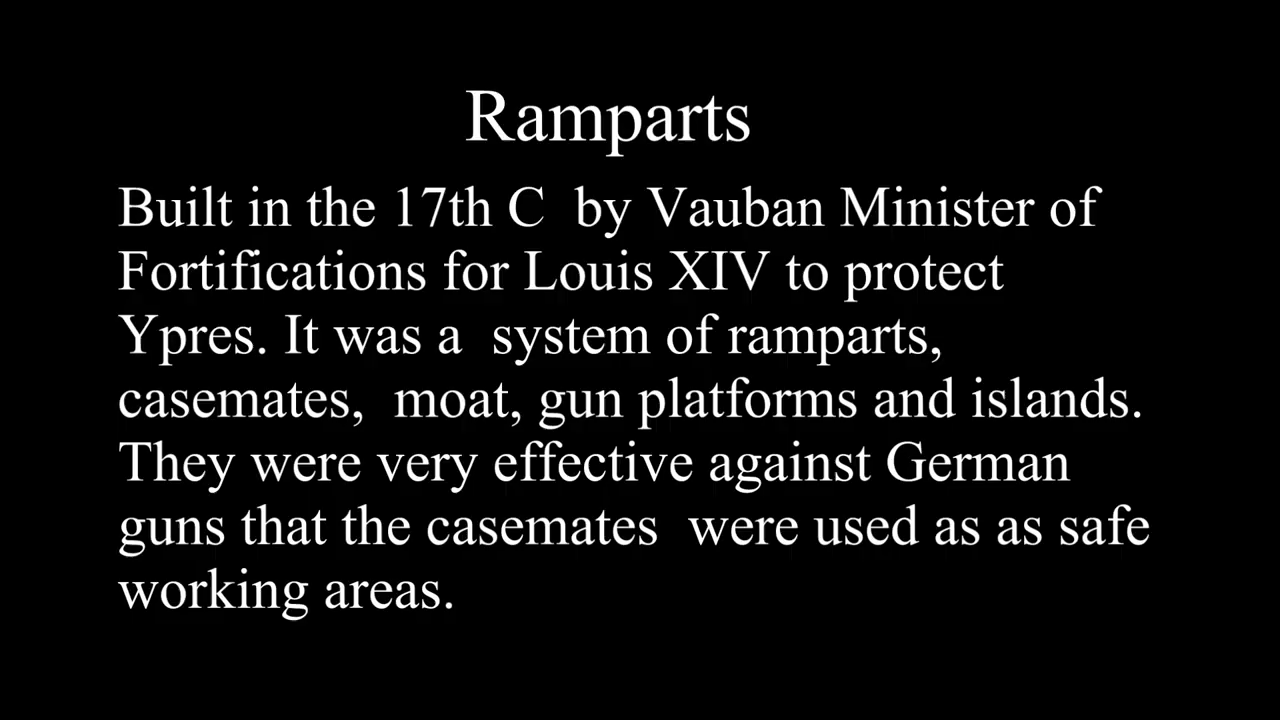 Ramparts
Built in the 17th C  by Vauban Minister of
Fortifications for Louis XIV to protect
Ypres. It was a  system of ramparts,
casemates,  moat, gun platforms and islands.
They were very effective against German
guns that the casemates  were used as as safe
working areas.